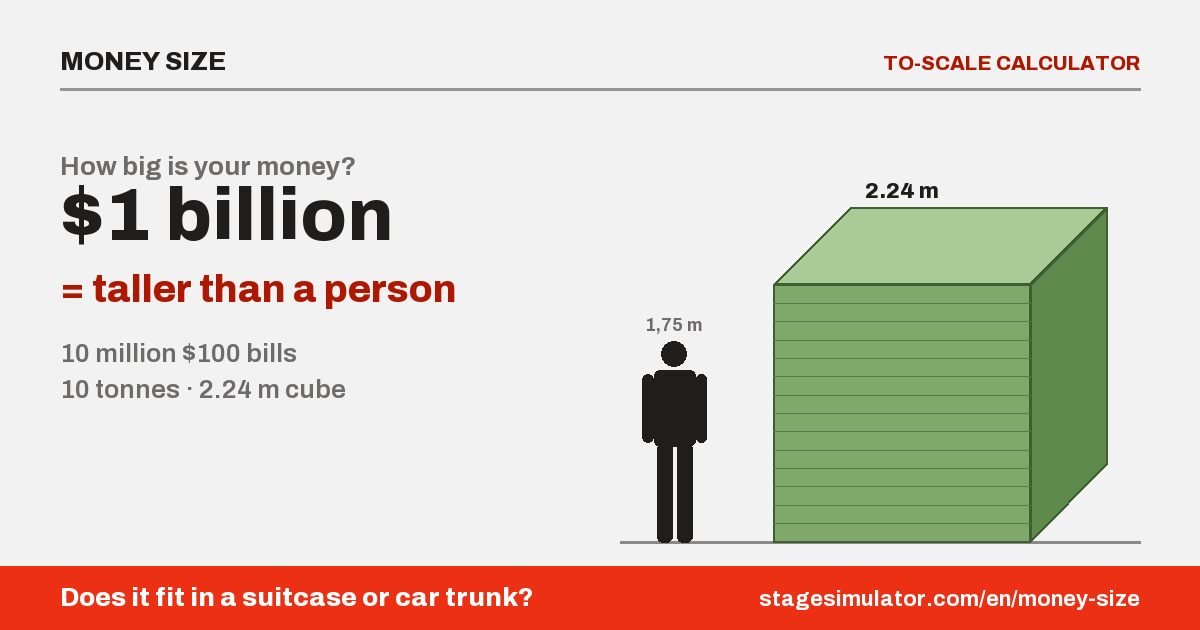 MONEY SIZE
TO-SCALE CALCULATOR
How big is your money?
$1 billion
= taller than a person
10 million $100 bills
10 tonnes · 2.24 m cube
2.24 m
1,75 m
Does it fit in a suitcase or car trunk?
stagesimulator.com/en/money-size